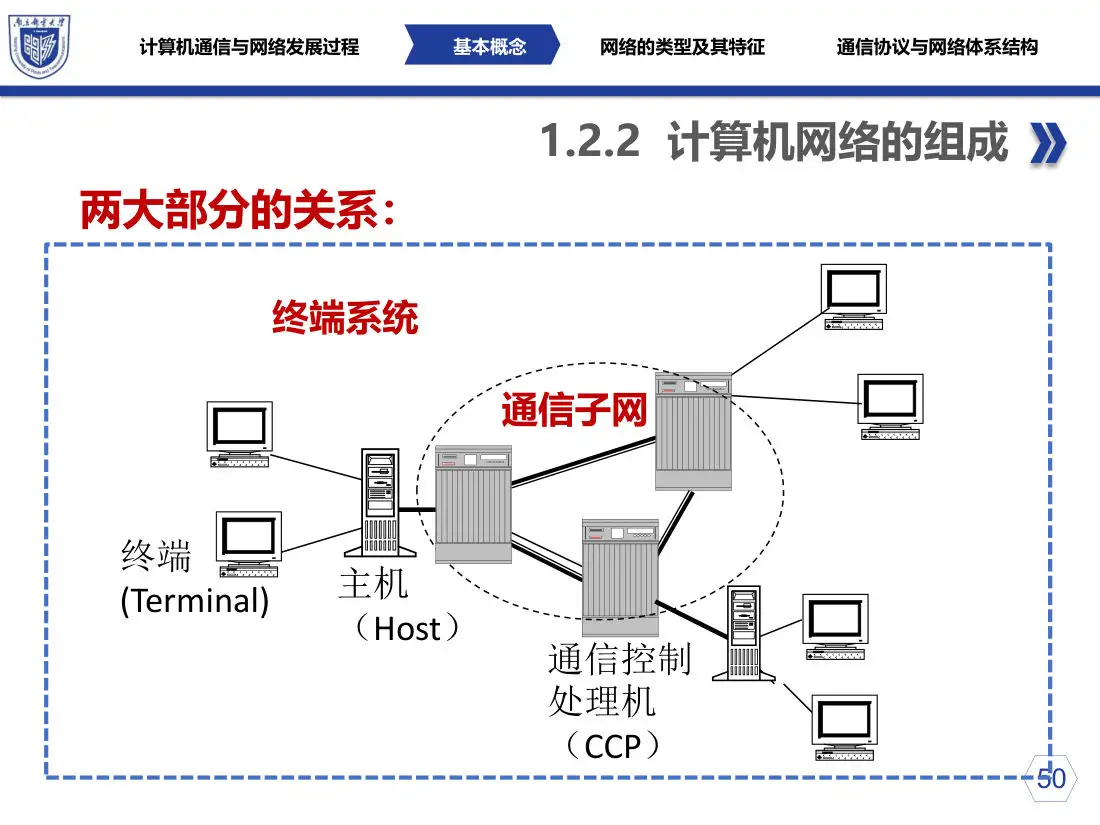 计算机通信与网络发展过程
基本概念
网络的类型及其特征
通信协议与网络体系结构
1.2.2 计算机网络的组成
两大部分的关系：
终端系统
通信子网
终端
(Terminal)
主机
（Host）
通信控制
处理机
（CCP）
50